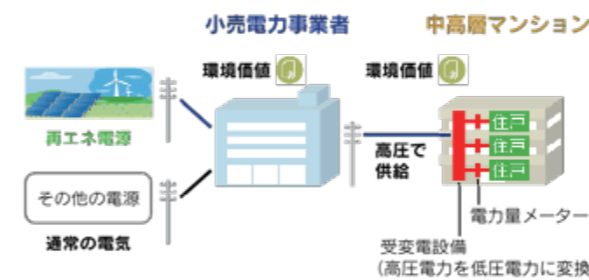 小売電力事業者
中高層マンション
環境価値
環境価値
再エネ電源
住戸
住戸
住戸
高圧で
供給
その他の電源
電力量メーター
通常の電気
受変電設備
(高圧電力を低圧電力に変換